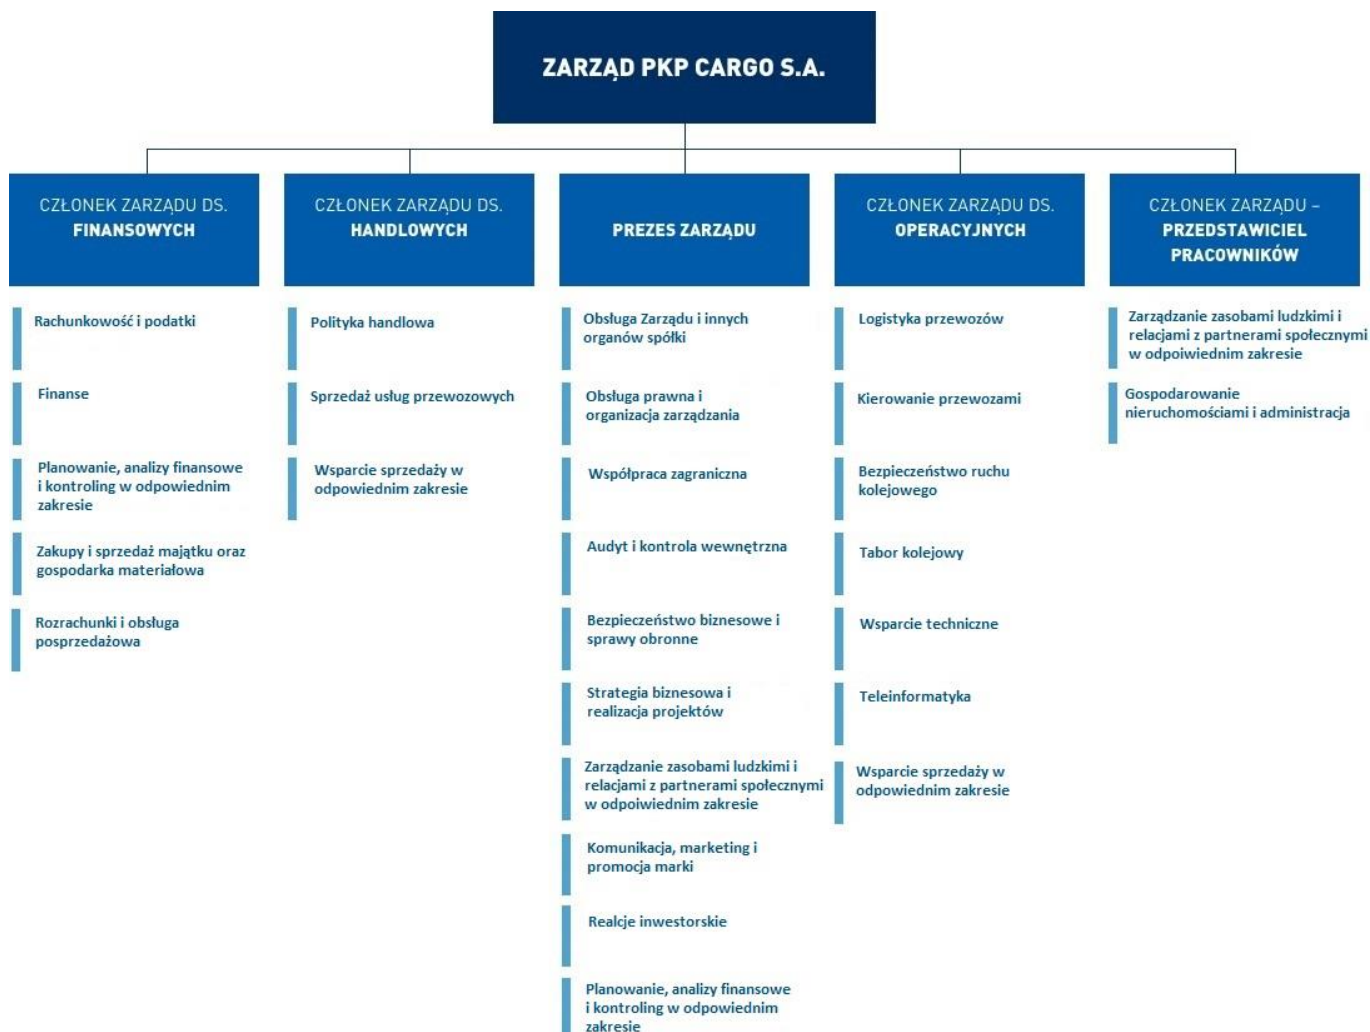 ZARZĄD PKP CARGO S.A.
CZŁONEK ZARZĄDU DS.
FINANSOWYCH
Rachunkowość i podatki
Finanse
Planowanie, analizy finansowe
i kontroling w odpowiednim
zakresie
Zakupy i sprzedaż majątku oraz
gospodarka materiałowa
Rozrachunki i obsługa
posprzedażowa
CZŁONEK ZARZĄDU DS.
HANDLOWYCH
Polityka handlowa
Sprzedaż usług przewozowych
Wsparcie sprzedaży w
odpowiednim zakresie
PREZES ZARZĄDU
Obsługa Zarządu i innych
organów spółki
Obsługa prawna i
organizacja zarządzania
Współpraca zagraniczna
Audyt i kontrola wewnętrzna
Bezpieczeństwo biznesowe i
sprawy obronne
Strategia biznesowa i
realizacja projektów
Zarządzanie zasobami ludzkimi i
relacjami z partnerami społecznymi
w odpoiwiednim zakresie
Komunikacja, marketing i
promocja marki
Realcje inwestorskie
Planowanie, analizy finansowe
i kontroling w odpowiednim
zakresie
CZŁONEK ZARZĄDU DS.
OPERACYJNYCH
Logistyka przewozów
Kierowanie przewozami
Bezpieczeństwo ruchu
kolejowego
Tabor kolejowy
Wsparcie techniczne
Teleinformatyka
Wsparcie sprzedaży w
odpowiednim zakresie
CZŁONEK ZARZĄDU –
PRZEDSTAWICIEL
PRACOWNIKÓW
Zarządzanie zasobami ludzkimi i
relacjami z partnerami społecznymi
w odpoiwiednim zakresie
Gospodarowanie
nieruchomościami i administracja